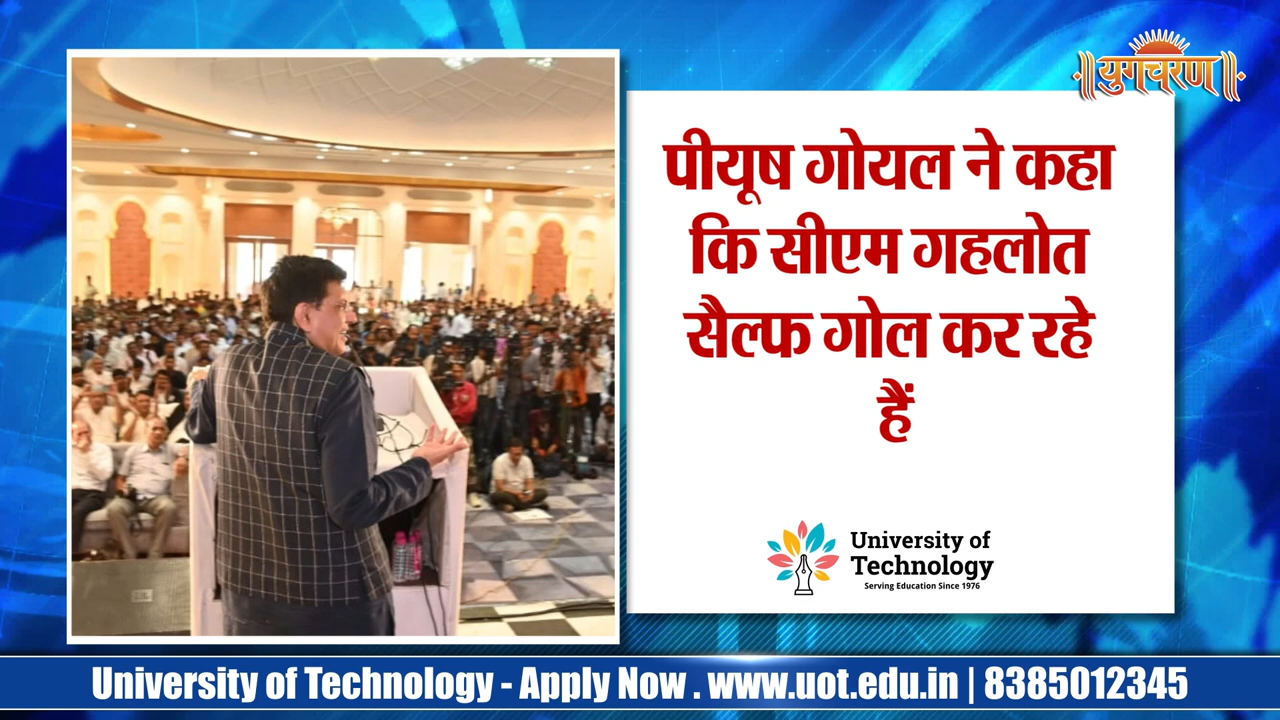 ॥युगचरण॥
पीयूष गोयल ने कहा
कि सीएम गहलोत
सैल्फ गोल कर रहे
हैं
University of
Technology
Serving Education Since 1976
University of Technology - Apply Now . www.uot.edu.in | 8385012345